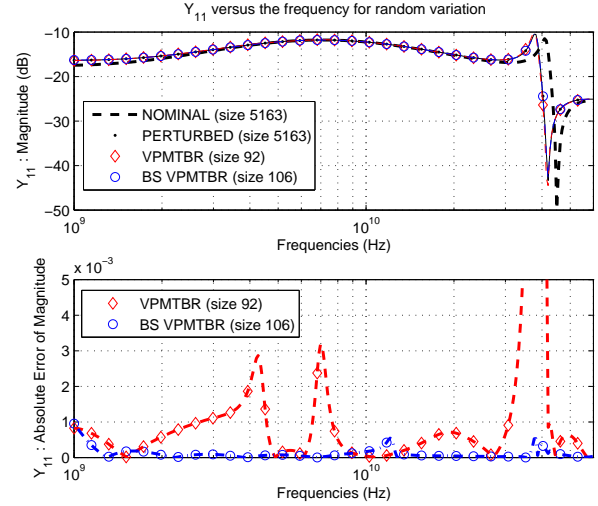 Y11 versus the frequency for random variation
−10
−20
−30
−40
−50
Y11 : Magnitude (dB)
NOMINAL (size 5163)
PERTURBED (size 5163)
VPMTBR (size 92)
BS VPMTBR (size 106)
10^9
10^10
Frequencies (Hz)
x 10^−3
5
4
3
2
1
0
Y11 : Absolute Error of Magnitude
VPMTBR (size 92)
BS VPMTBR (size 106)
10^9
10^10
Frequencies (Hz)